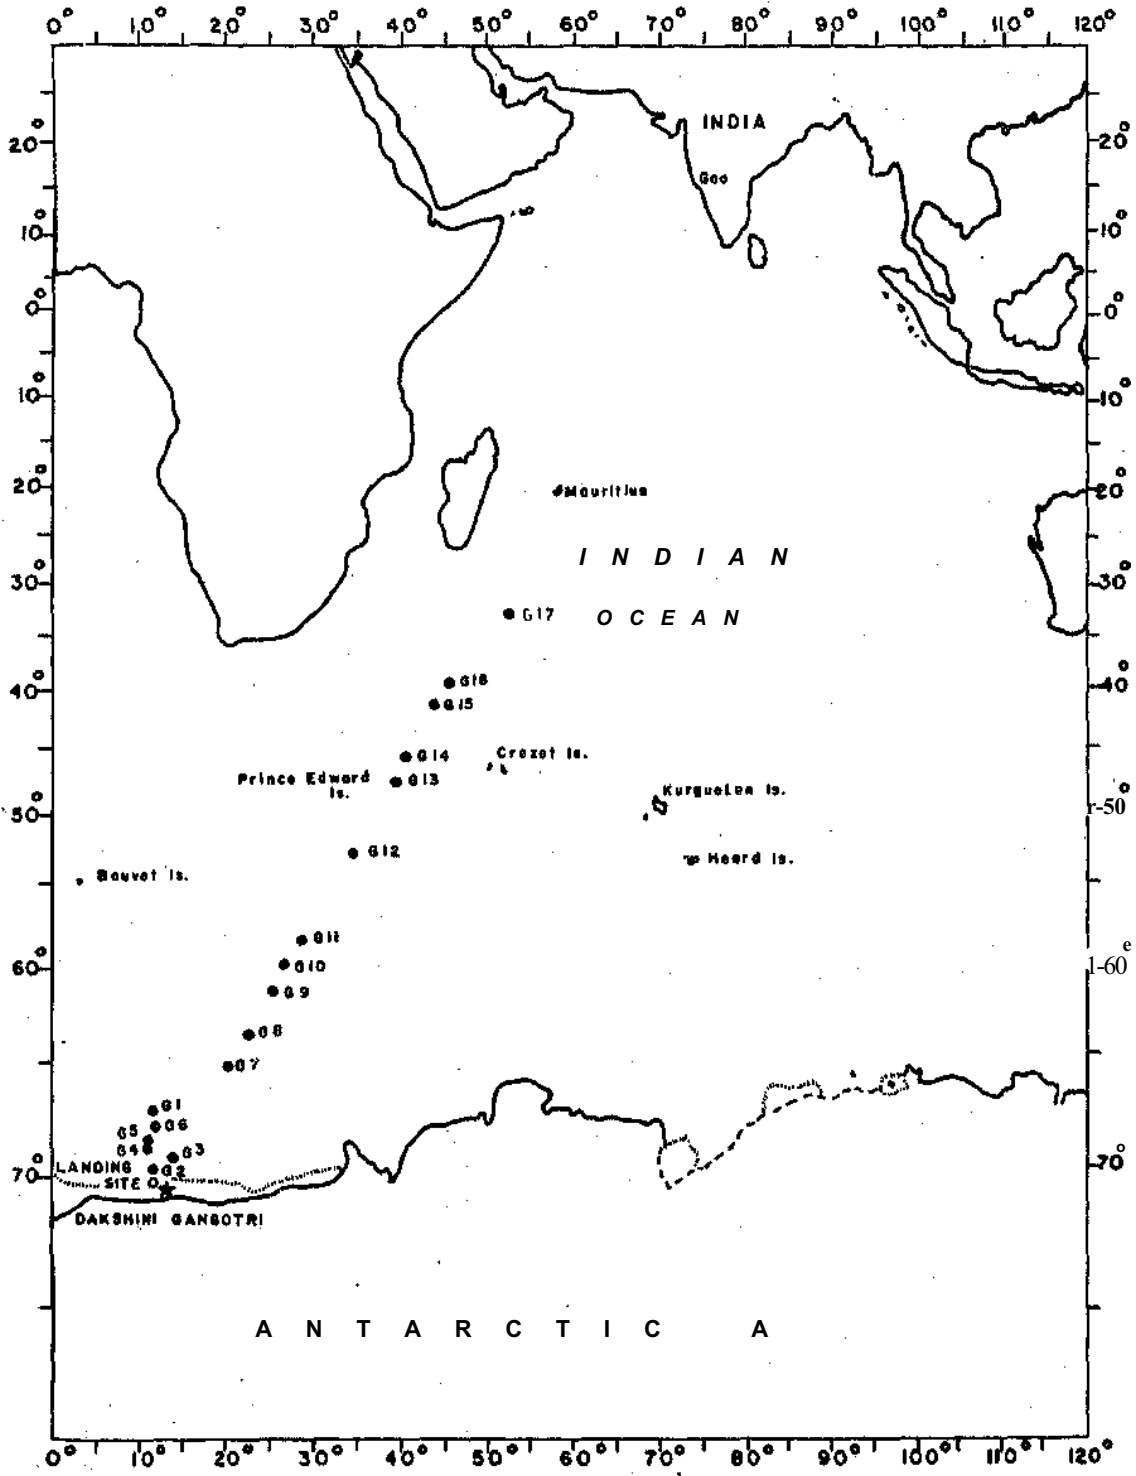 0° 10° 20° 30° 40° 50° 60° 70° 80° 90° 100° 110° 120°
INDIA
20° 20°
Goa
10° 10°
0° 0°
10° 10°
20° Mauritius 20°
INDIAN
30° 30°
G17 OCEAN
G16
40° 40°
G15
G14 Crozet Is.
Prince Edward G13
Is. Kurguelen Is.
50° r-50°
G12 Heard Is.
Bouvet Is.
G11
60° G10 l-60e
G9
G8
G7
G1
G5 G6
G4 G3
70° LANDING G2 70°
SITE
DAKSHINI GANGOTRI
ANTARCTIC A
0° 10° 20° 30° 40° 50° 60° 70° 80° 90° 100° 110° 120°